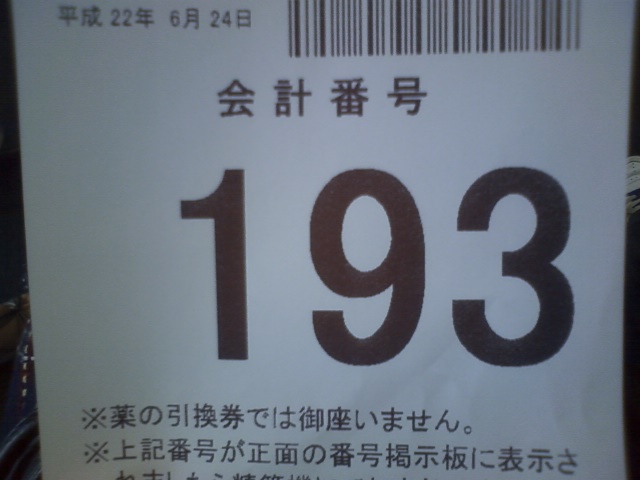 平成 22年 6月 24日
会計番号
193
※薬の引換券では御座いません。
※上記番号が正面の番号掲示板に表示さ